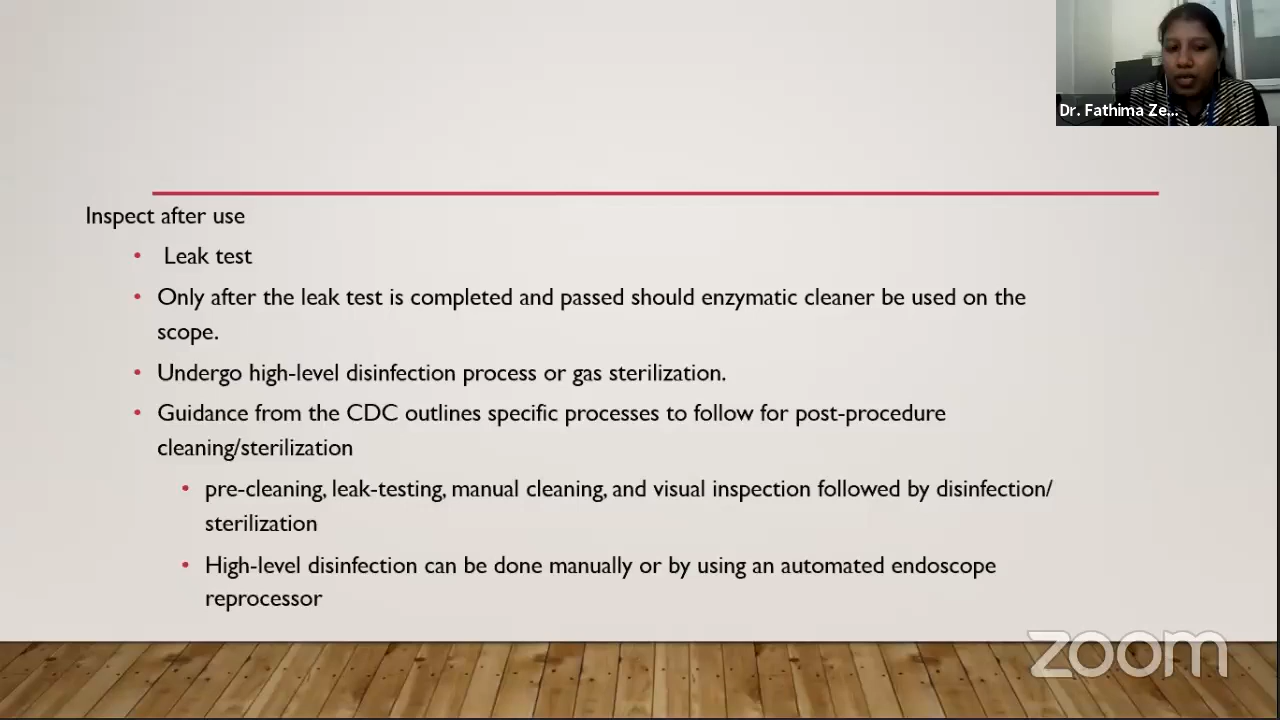 Dr. Fathima Ze...
Inspect after use
• Leak test
• Only after the leak test is completed and passed should enzymatic cleaner be used on the
scope.
• Undergo high-level disinfection process or gas sterilization.
• Guidance from the CDC outlines specific processes to follow for post-procedure
cleaning/sterilization
• pre-cleaning, leak-testing, manual cleaning, and visual inspection followed by disinfection/
sterilization
• High-level disinfection can be done manually or by using an automated endoscope
reprocessor
zoom